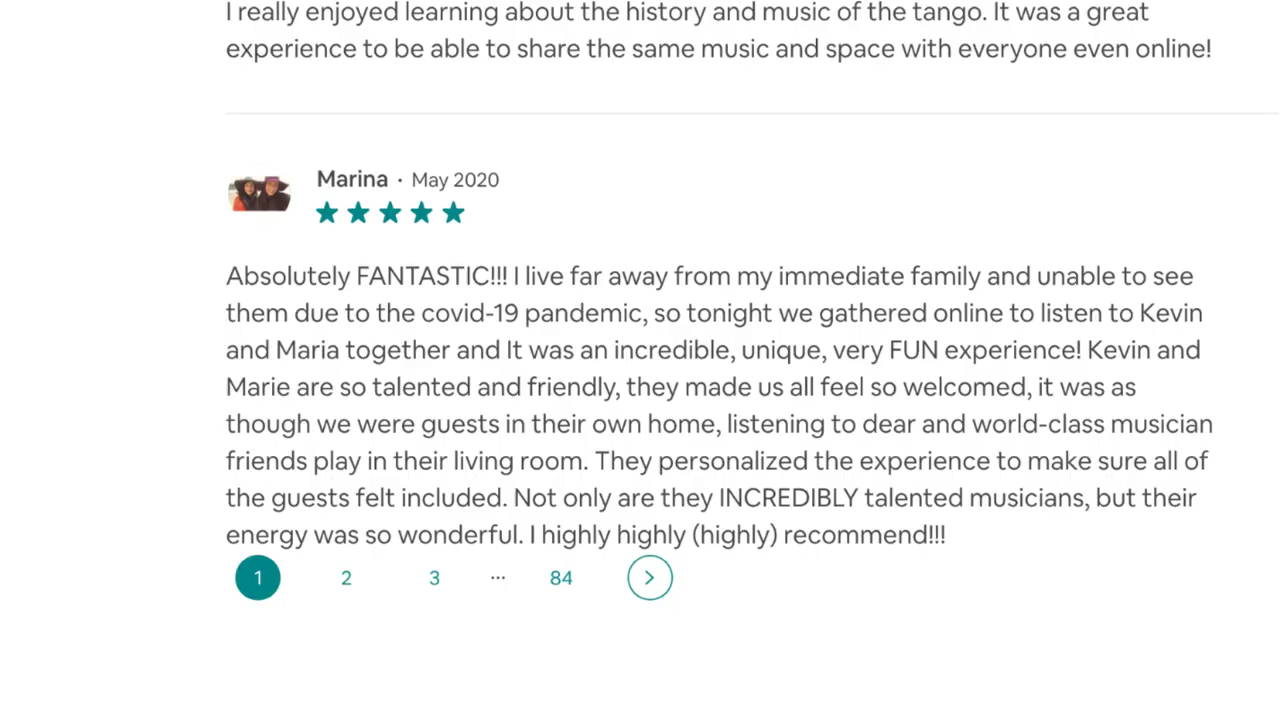 I really enjoyed learning about the history and music of the tango. It was a great
experience to be able to share the same music and space with everyone even online!
Marina · May 2020
Absolutely FANTASTIC!!! I live far away from my immediate family and unable to see
them due to the covid-19 pandemic, so tonight we gathered online to listen to Kevin
and Maria together and It was an incredible, unique, very FUN experience! Kevin and
Marie are so talented and friendly, they made us all feel so welcomed, it was as
though we were guests in their own home, listening to dear and world-class musician
friends play in their living room. They personalized the experience to make sure all of
the guests felt included. Not only are they INCREDIBLY talented musicians, but their
energy was so wonderful. I highly highly (highly) recommend!!!
1 2 3 ... 84